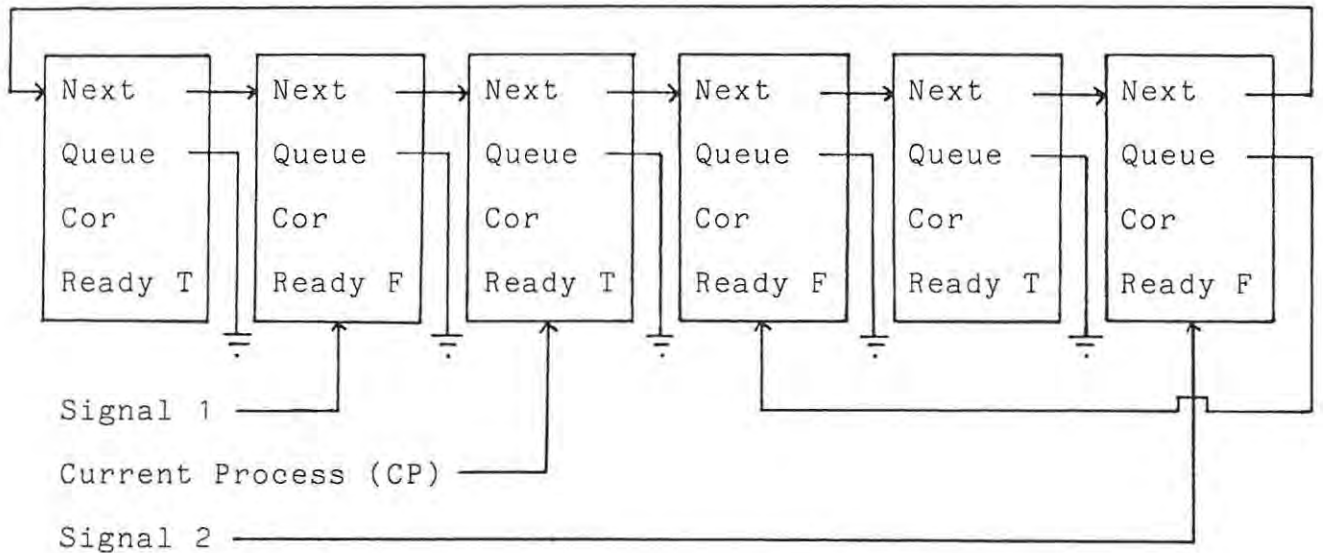 Next Next Next Next Next Next
Queue Queue Queue Queue Queue Queue
Cor Cor Cor Cor Cor Cor
Ready T Ready F Ready T Ready F Ready T Ready F
Signal 1
Current Process (CP)
Signal 2